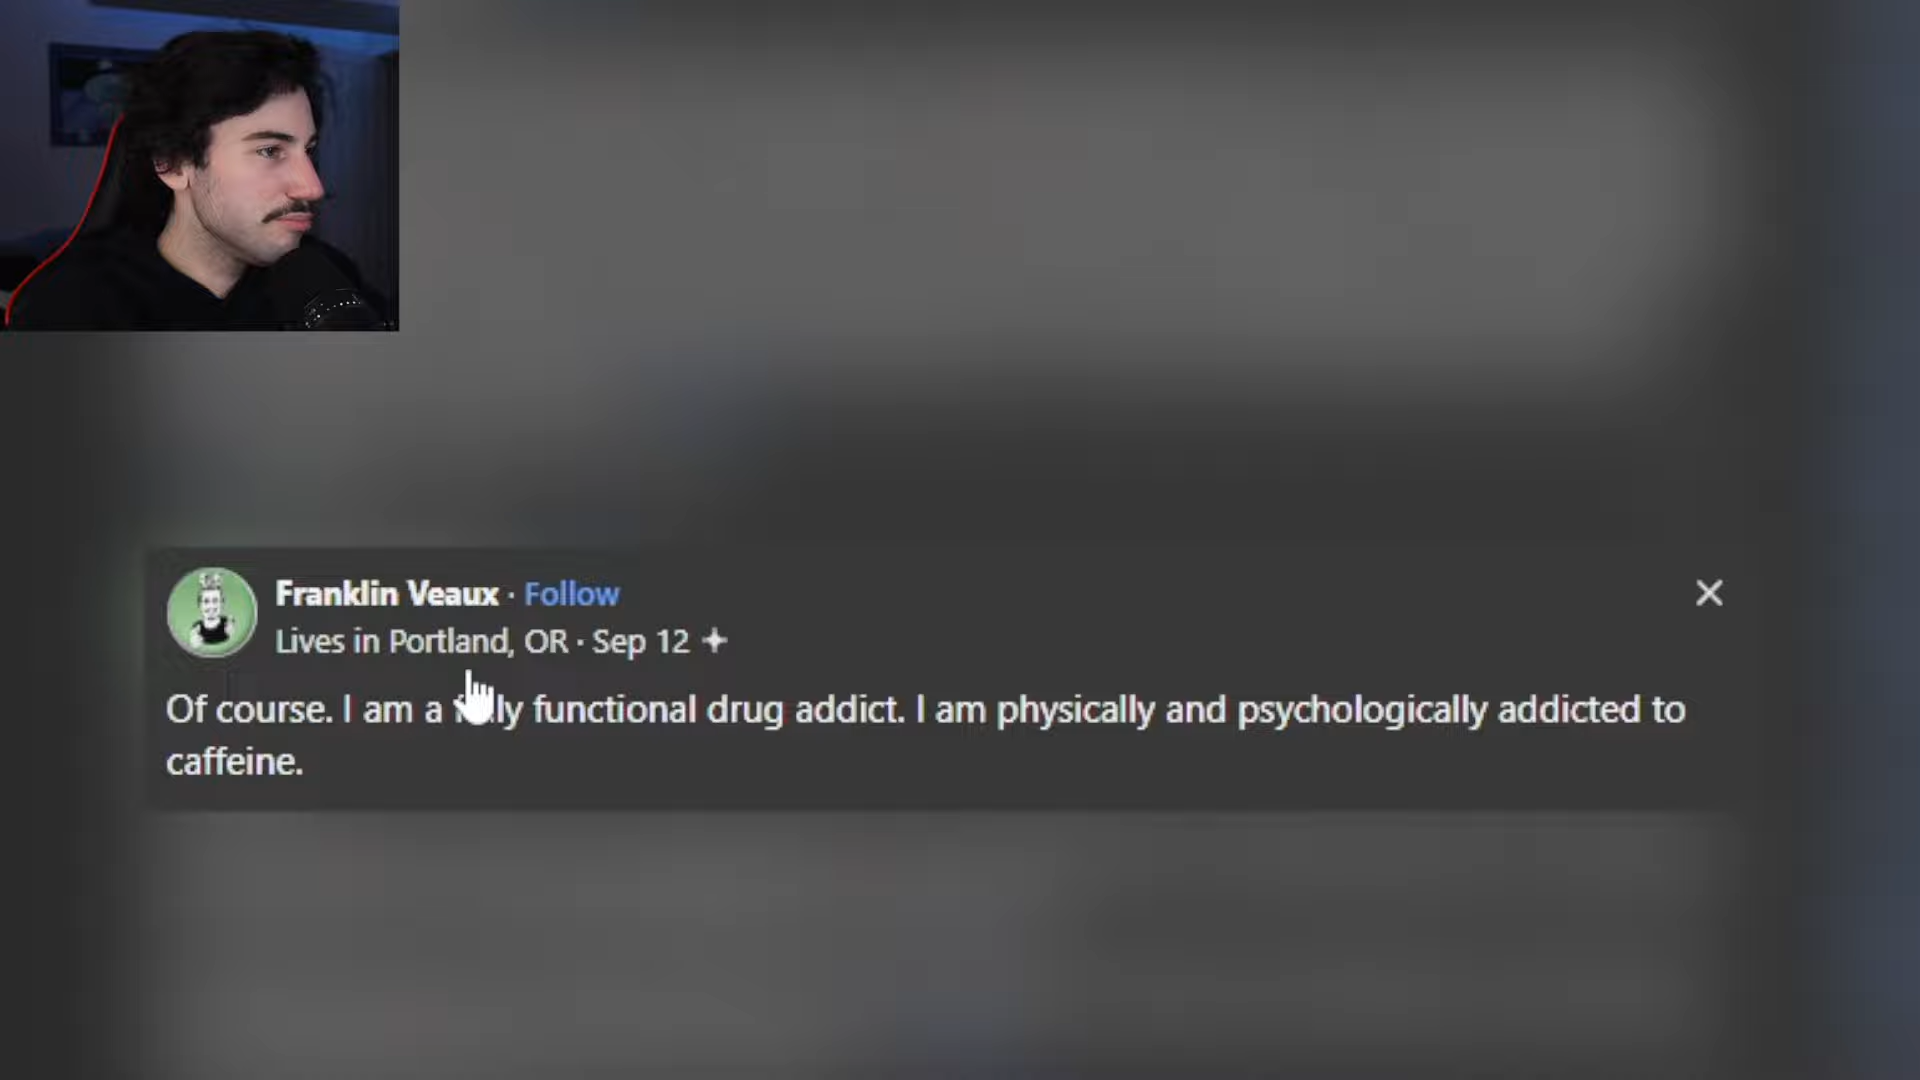 Franklin Veaux · Follow
Lives in Portland, OR · Sep 12
Of course. I am a functional drug addict. I am physically and psychologically addicted to
caffeine.